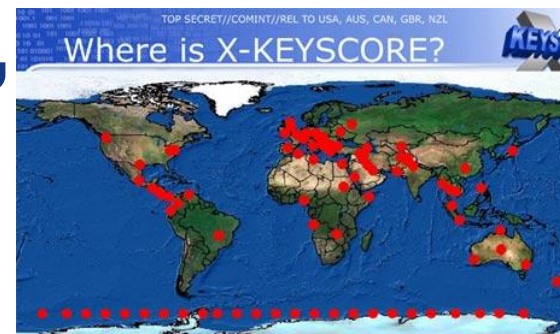 TOP SECRET//COMINT//REL TO USA, AUS, CAN, GBR, NZL
Where is X-KEYSCORE?